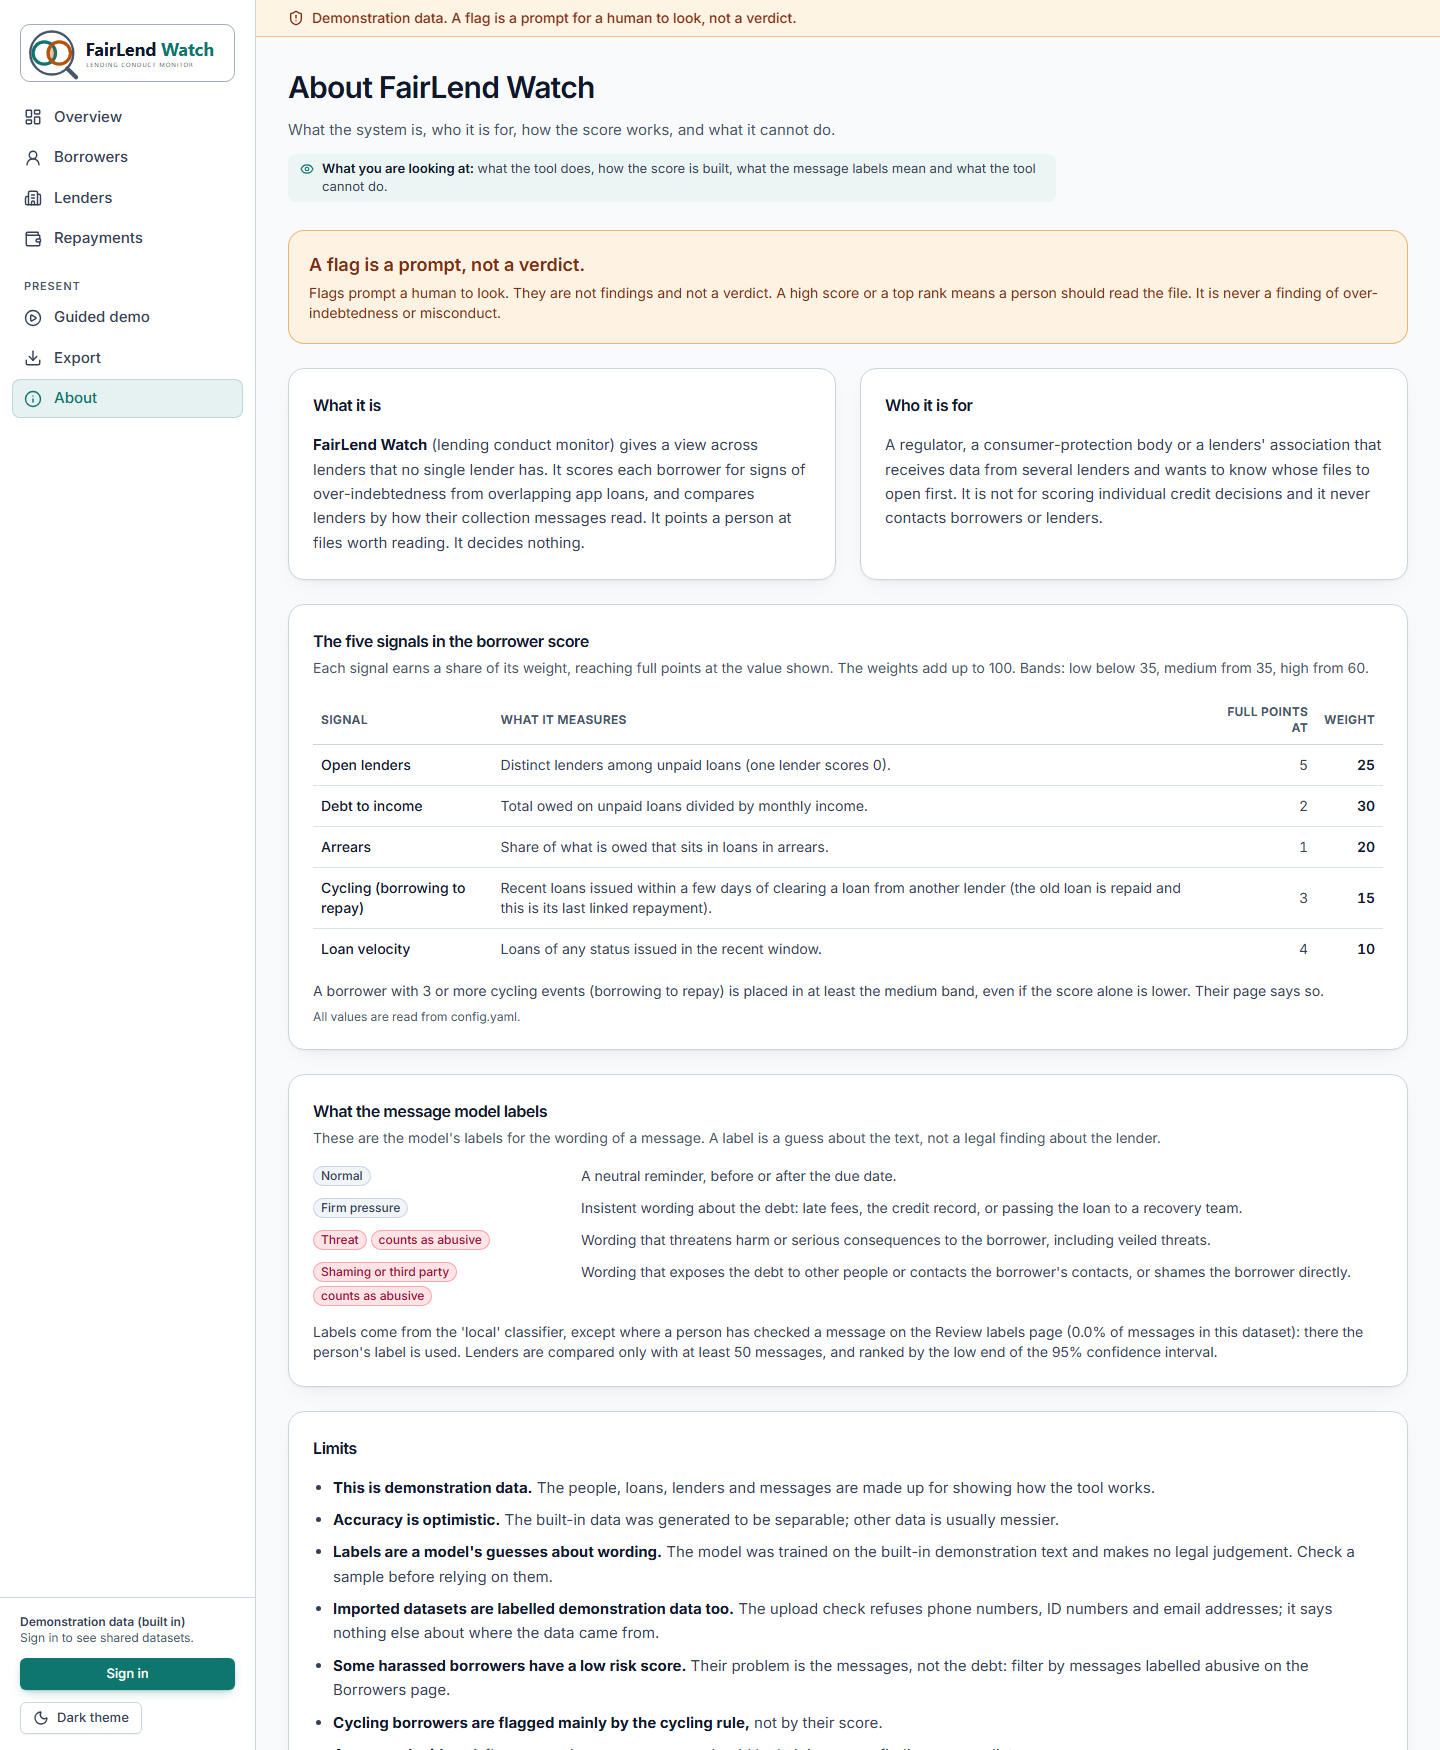 FairLend Watch
LENDING CONDUCT MONITOR
Overview
Borrowers
Lenders
Repayments
PRESENT
Guided demo
Export
About
Demonstration data (built in)
Sign in to see shared datasets.
Sign in
Dark theme
Demonstration data. A flag is a prompt for a human to look, not a verdict.
About FairLend Watch
What the system is, who it is for, how the score works, and what it cannot do.
What you are looking at: what the tool does, how the score is built, what the message labels mean and what the tool
cannot do.
A flag is a prompt, not a verdict.
Flags prompt a human to look. They are not findings and not a verdict. A high score or a top rank means a person should read the file. It is never a finding of over-
indebtedness or misconduct.
What it is
FairLend Watch (lending conduct monitor) gives a view across
lenders that no single lender has. It scores each borrower for signs of
over-indebtedness from overlapping app loans, and compares
lenders by how their collection messages read. It points a person at
files worth reading. It decides nothing.
Who it is for
A regulator, a consumer-protection body or a lenders' association that
receives data from several lenders and wants to know whose files to
open first. It is not for scoring individual credit decisions and it never
contacts borrowers or lenders.
The five signals in the borrower score
Each signal earns a share of its weight, reaching full points at the value shown. The weights add up to 100. Bands: low below 35, medium from 35, high from 60.
SIGNAL WHAT IT MEASURES FULL POINTS AT WEIGHT
Open lenders Distinct lenders among unpaid loans (one lender scores 0). 5 25
Debt to income Total owed on unpaid loans divided by monthly income. 2 30
Arrears Share of what is owed that sits in loans in arrears. 1 20
Cycling (borrowing to repay) Recent loans issued within a few days of clearing a loan from another lender (the old loan is repaid and
this is its last linked repayment). 3 15
Loan velocity Loans of any status issued in the recent window. 4 10
A borrower with 3 or more cycling events (borrowing to repay) is placed in at least the medium band, even if the score alone is lower. Their page says so.
All values are read from config.yaml.
What the message model labels
These are the model's labels for the wording of a message. A label is a guess about the text, not a legal finding about the lender.
Normal A neutral reminder, before or after the due date.
Firm pressure Insistent wording about the debt: late fees, the credit record, or passing the loan to a recovery team.
Threat counts as abusive Wording that threatens harm or serious consequences to the borrower, including veiled threats.
Shaming or third party Wording that exposes the debt to other people or contacts the borrower's contacts, or shames the borrower directly.
counts as abusive
Labels come from the 'local' classifier, except where a person has checked a message on the Review labels page (0.0% of messages in this dataset): there the
person's label is used. Lenders are compared only with at least 50 messages, and ranked by the low end of the 95% confidence interval.
Limits
• This is demonstration data. The people, loans, lenders and messages are made up for showing how the tool works.
• Accuracy is optimistic. The built-in data was generated to be separable; other data is usually messier.
• Labels are a model's guesses about wording. The model was trained on the built-in demonstration text and makes no legal judgement. Check a
sample before relying on them.
• Imported datasets are labelled demonstration data too. The upload check refuses phone numbers, ID numbers and email addresses; it says
nothing else about where the data came from.
• Some harassed borrowers have a low risk score. Their problem is the messages, not the debt: filter by messages labelled abusive on the
Borrowers page.
• Cycling borrowers are flagged mainly by the cycling rule, not by their score.